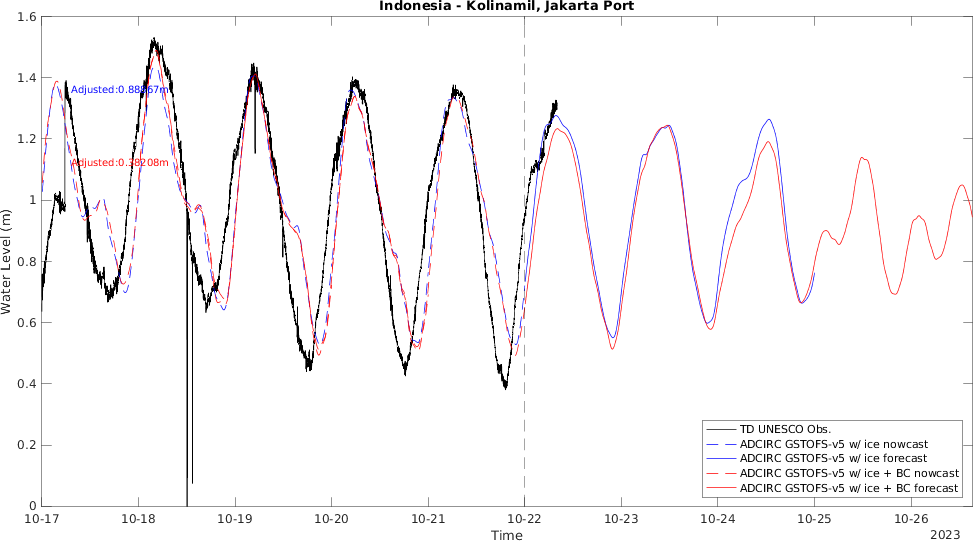 Indonesia - Kolinamil, Jakarta Port
1.6
1.4
1.2
1
0.8
0.6
0.4
0.2
0
Water Level (m)
Adjusted:0.88867m
Adjusted:0.38208m
TD UNESCO Obs.
ADCIRC GSTOFS-v5 w/ ice nowcast
ADCIRC GSTOFS-v5 w/ ice forecast
ADCIRC GSTOFS-v5 w/ ice + BC nowcast
ADCIRC GSTOFS-v5 w/ ice + BC forecast
10-17 10-18 10-19 10-20 10-21 10-22 10-23 10-24 10-25 10-26
Time
2023